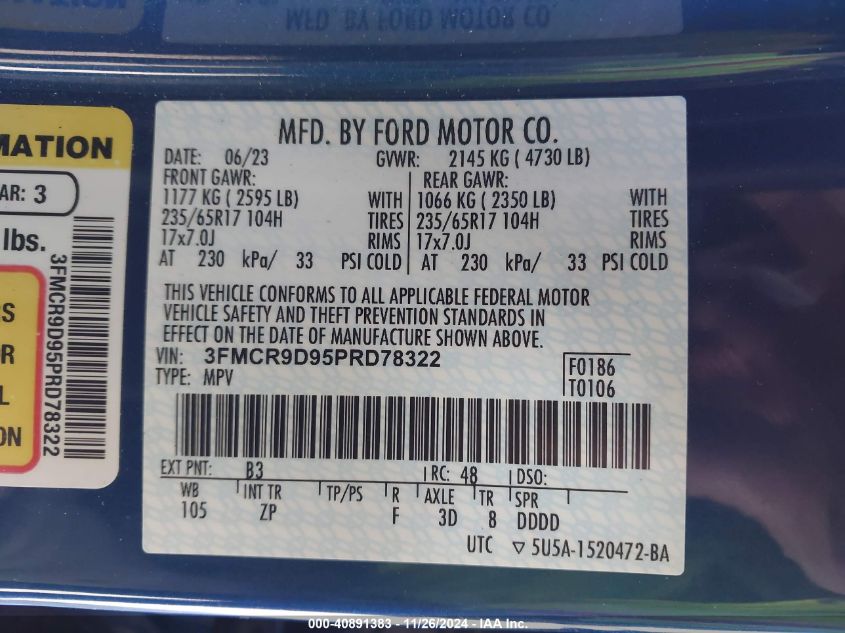 MFD. BY FORD MOTOR CO.
MATION
AR: 3
lbs.
3FMCR9D95PRD78322
S
R
L
ON
MFD. BY FORD MOTOR CO.
DATE: 06/23 GVWR: 2145 KG ( 4730 LB)
FRONT GAWR: REAR GAWR:
1177 KG ( 2595 LB) WITH 1066 KG ( 2350 LB) WITH
235/65R17 104H TIRES 235/65R17 104H TIRES
17x7.0J RIMS 17x7.0J RIMS
AT 230 kPa/ 33 PSI COLD AT 230 kPa/ 33 PSI COLD
THIS VEHICLE CONFORMS TO ALL APPLICABLE FEDERAL MOTOR
VEHICLE SAFETY AND THEFT PREVENTION STANDARDS IN
EFFECT ON THE DATE OF MANUFACTURE SHOWN ABOVE.
VIN: 3FMCR9D95PRD78322 F0186
TYPE: MPV T0106
EXT PNT: B3 RC: 48 DSO:
WB INT TR TP/PS R AXLE TR SPR
105 ZP F 3D 8 DDDD
UTC ▽ 5U5A-1520472-BA
000-40891383 - 11/26/2024 - IAA Inc.